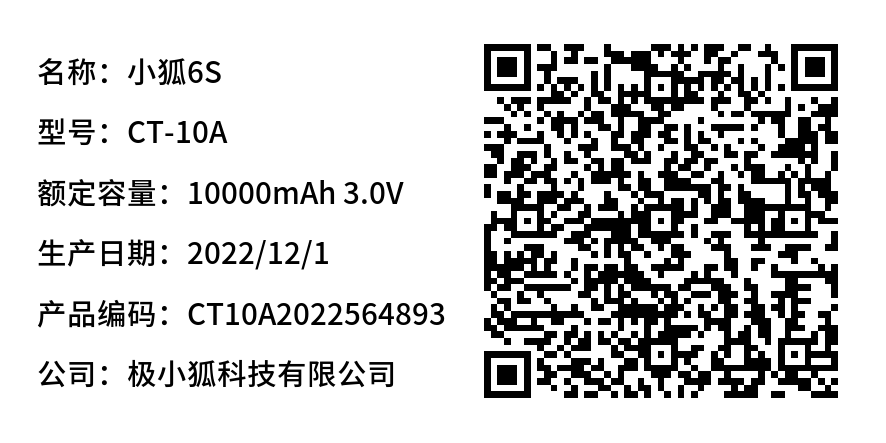 名称：小狐6S
型号：CT-10A
额定容量：10000mAh 3.0V
生产日期：2022/12/1
产品编码：CT10A2022564893
公司：极小狐科技有限公司